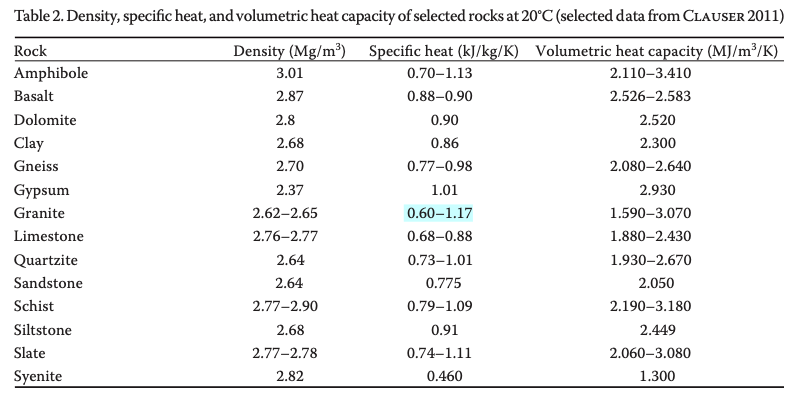 Table 2. Density, specific heat, and volumetric heat capacity of selected rocks at 20°C (selected data from Clauser 2011)
Rock Density (Mg/m³) Specific heat (kJ/kg/K) Volumetric heat capacity (MJ/m³/K)
Amphibole 3.01 0.70–1.13 2.110–3.410
Basalt 2.87 0.88–0.90 2.526–2.583
Dolomite 2.8 0.90 2.520
Clay 2.68 0.86 2.300
Gneiss 2.70 0.77–0.98 2.080–2.640
Gypsum 2.37 1.01 2.930
Granite 2.62–2.65 0.60–1.17 1.590–3.070
Limestone 2.76–2.77 0.68–0.88 1.880–2.430
Quartzite 2.64 0.73–1.01 1.930–2.670
Sandstone 2.64 0.775 2.050
Schist 2.77–2.90 0.79–1.09 2.190–3.180
Siltstone 2.68 0.91 2.449
Slate 2.77–2.78 0.74–1.11 2.060–3.080
Syenite 2.82 0.460 1.300